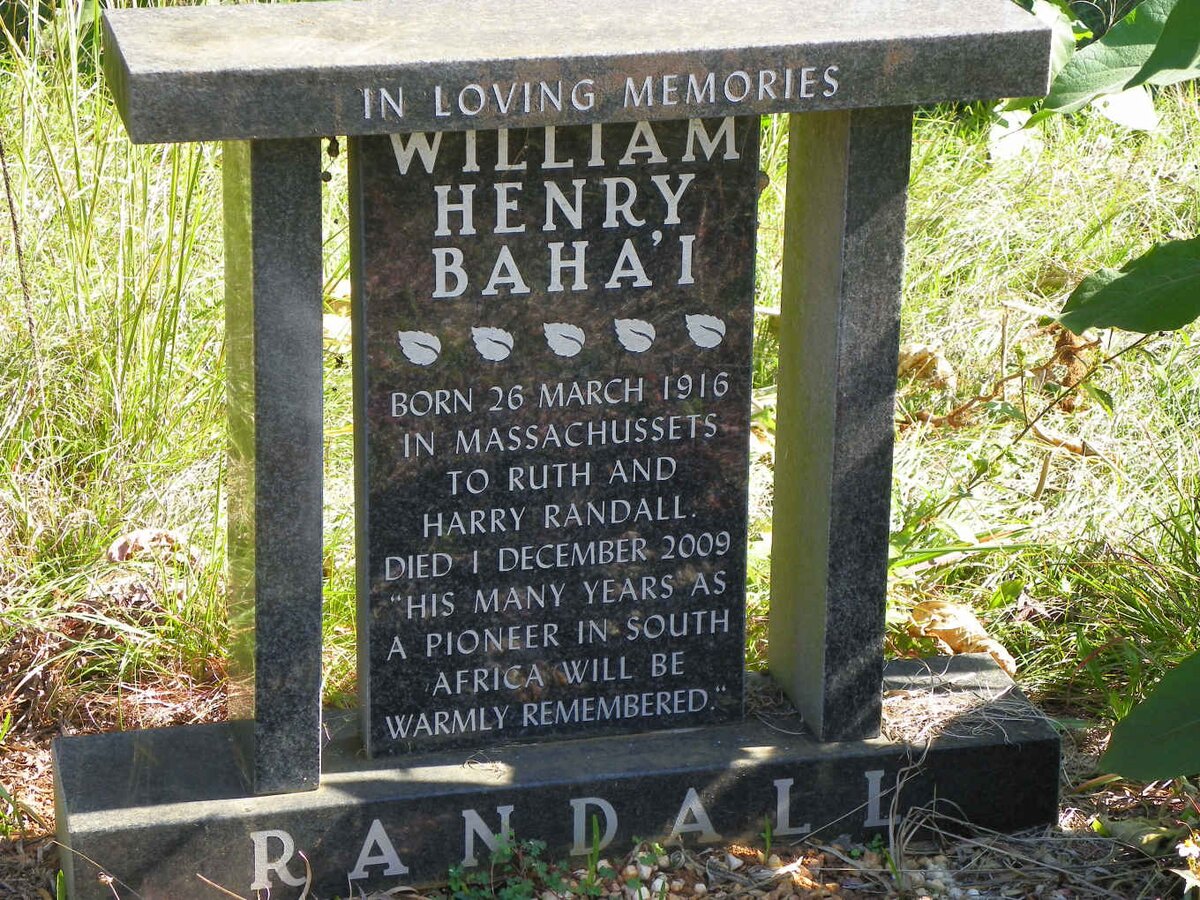 IN LOVING MEMORIES
WILLIAM
HENRY
BAHA'I
BORN 26 MARCH 1916
IN MASSACHUSSETS
TO RUTH AND
HARRY RANDALL.
DIED 1 DECEMBER 2009
"HIS MANY YEARS AS
A PIONEER IN SOUTH
AFRICA WILL BE
WARMLY REMEMBERED."
RANDALL